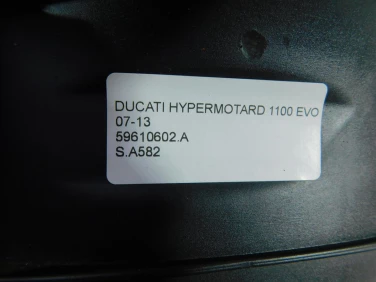 DUCATI HYPERMOTARD 1100 EVO
07-13
59610602.A
S.A582